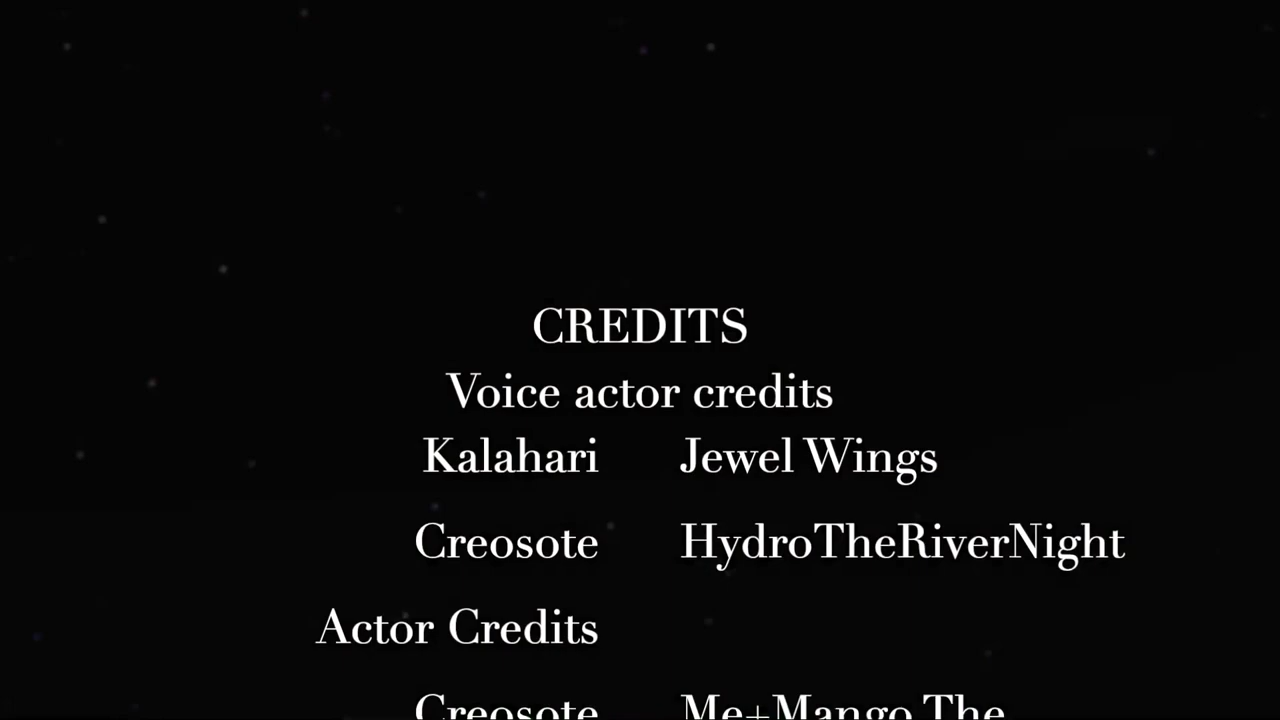 CREDITS
Voice actor credits
Kalahari Jewel Wings
Creosote HydroTheRiverNight
Actor Credits
Creosote Me+Mango The